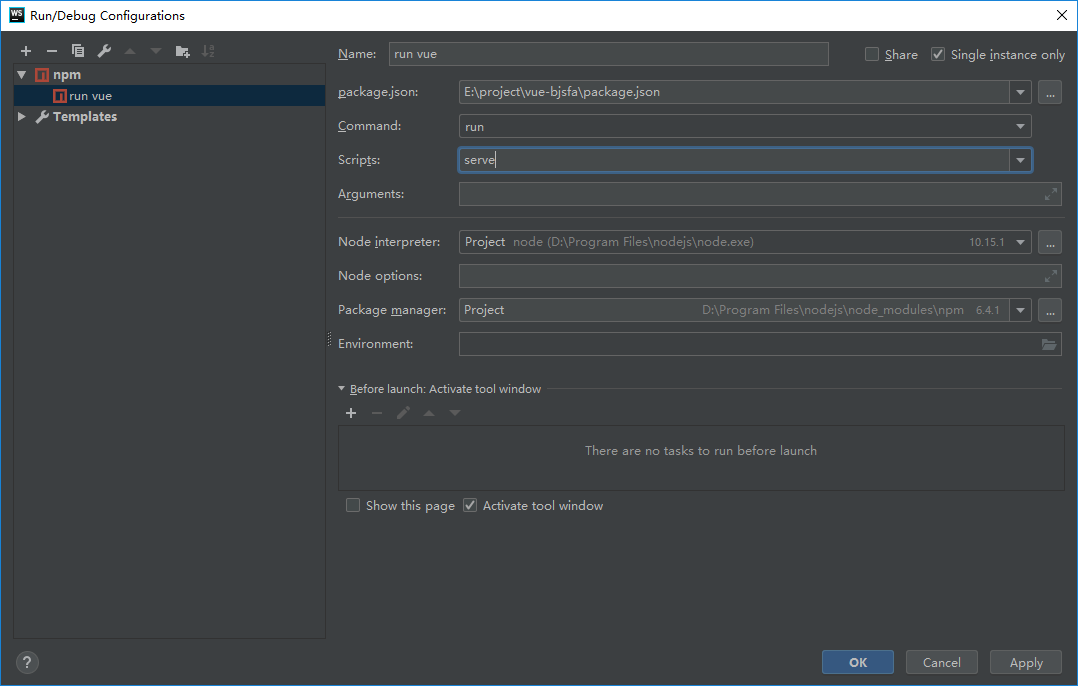 WS Run/Debug Configurations
Name: run vue Share Single instance only
npm
run vue
Templates
package.json: E:\project\vue-bjsfa\package.json ...
Command: run
Scripts: serve
Arguments:
Node interpreter: Project node (D:\Program Files\nodejs\node.exe) 10.15.1 ...
Node options:
Package manager: Project D:\Program Files\nodejs\node_modules\npm 6.4.1 ...
Environment:
Before launch: Activate tool window
There are no tasks to run before launch
Show this page Activate tool window
? OK Cancel Apply